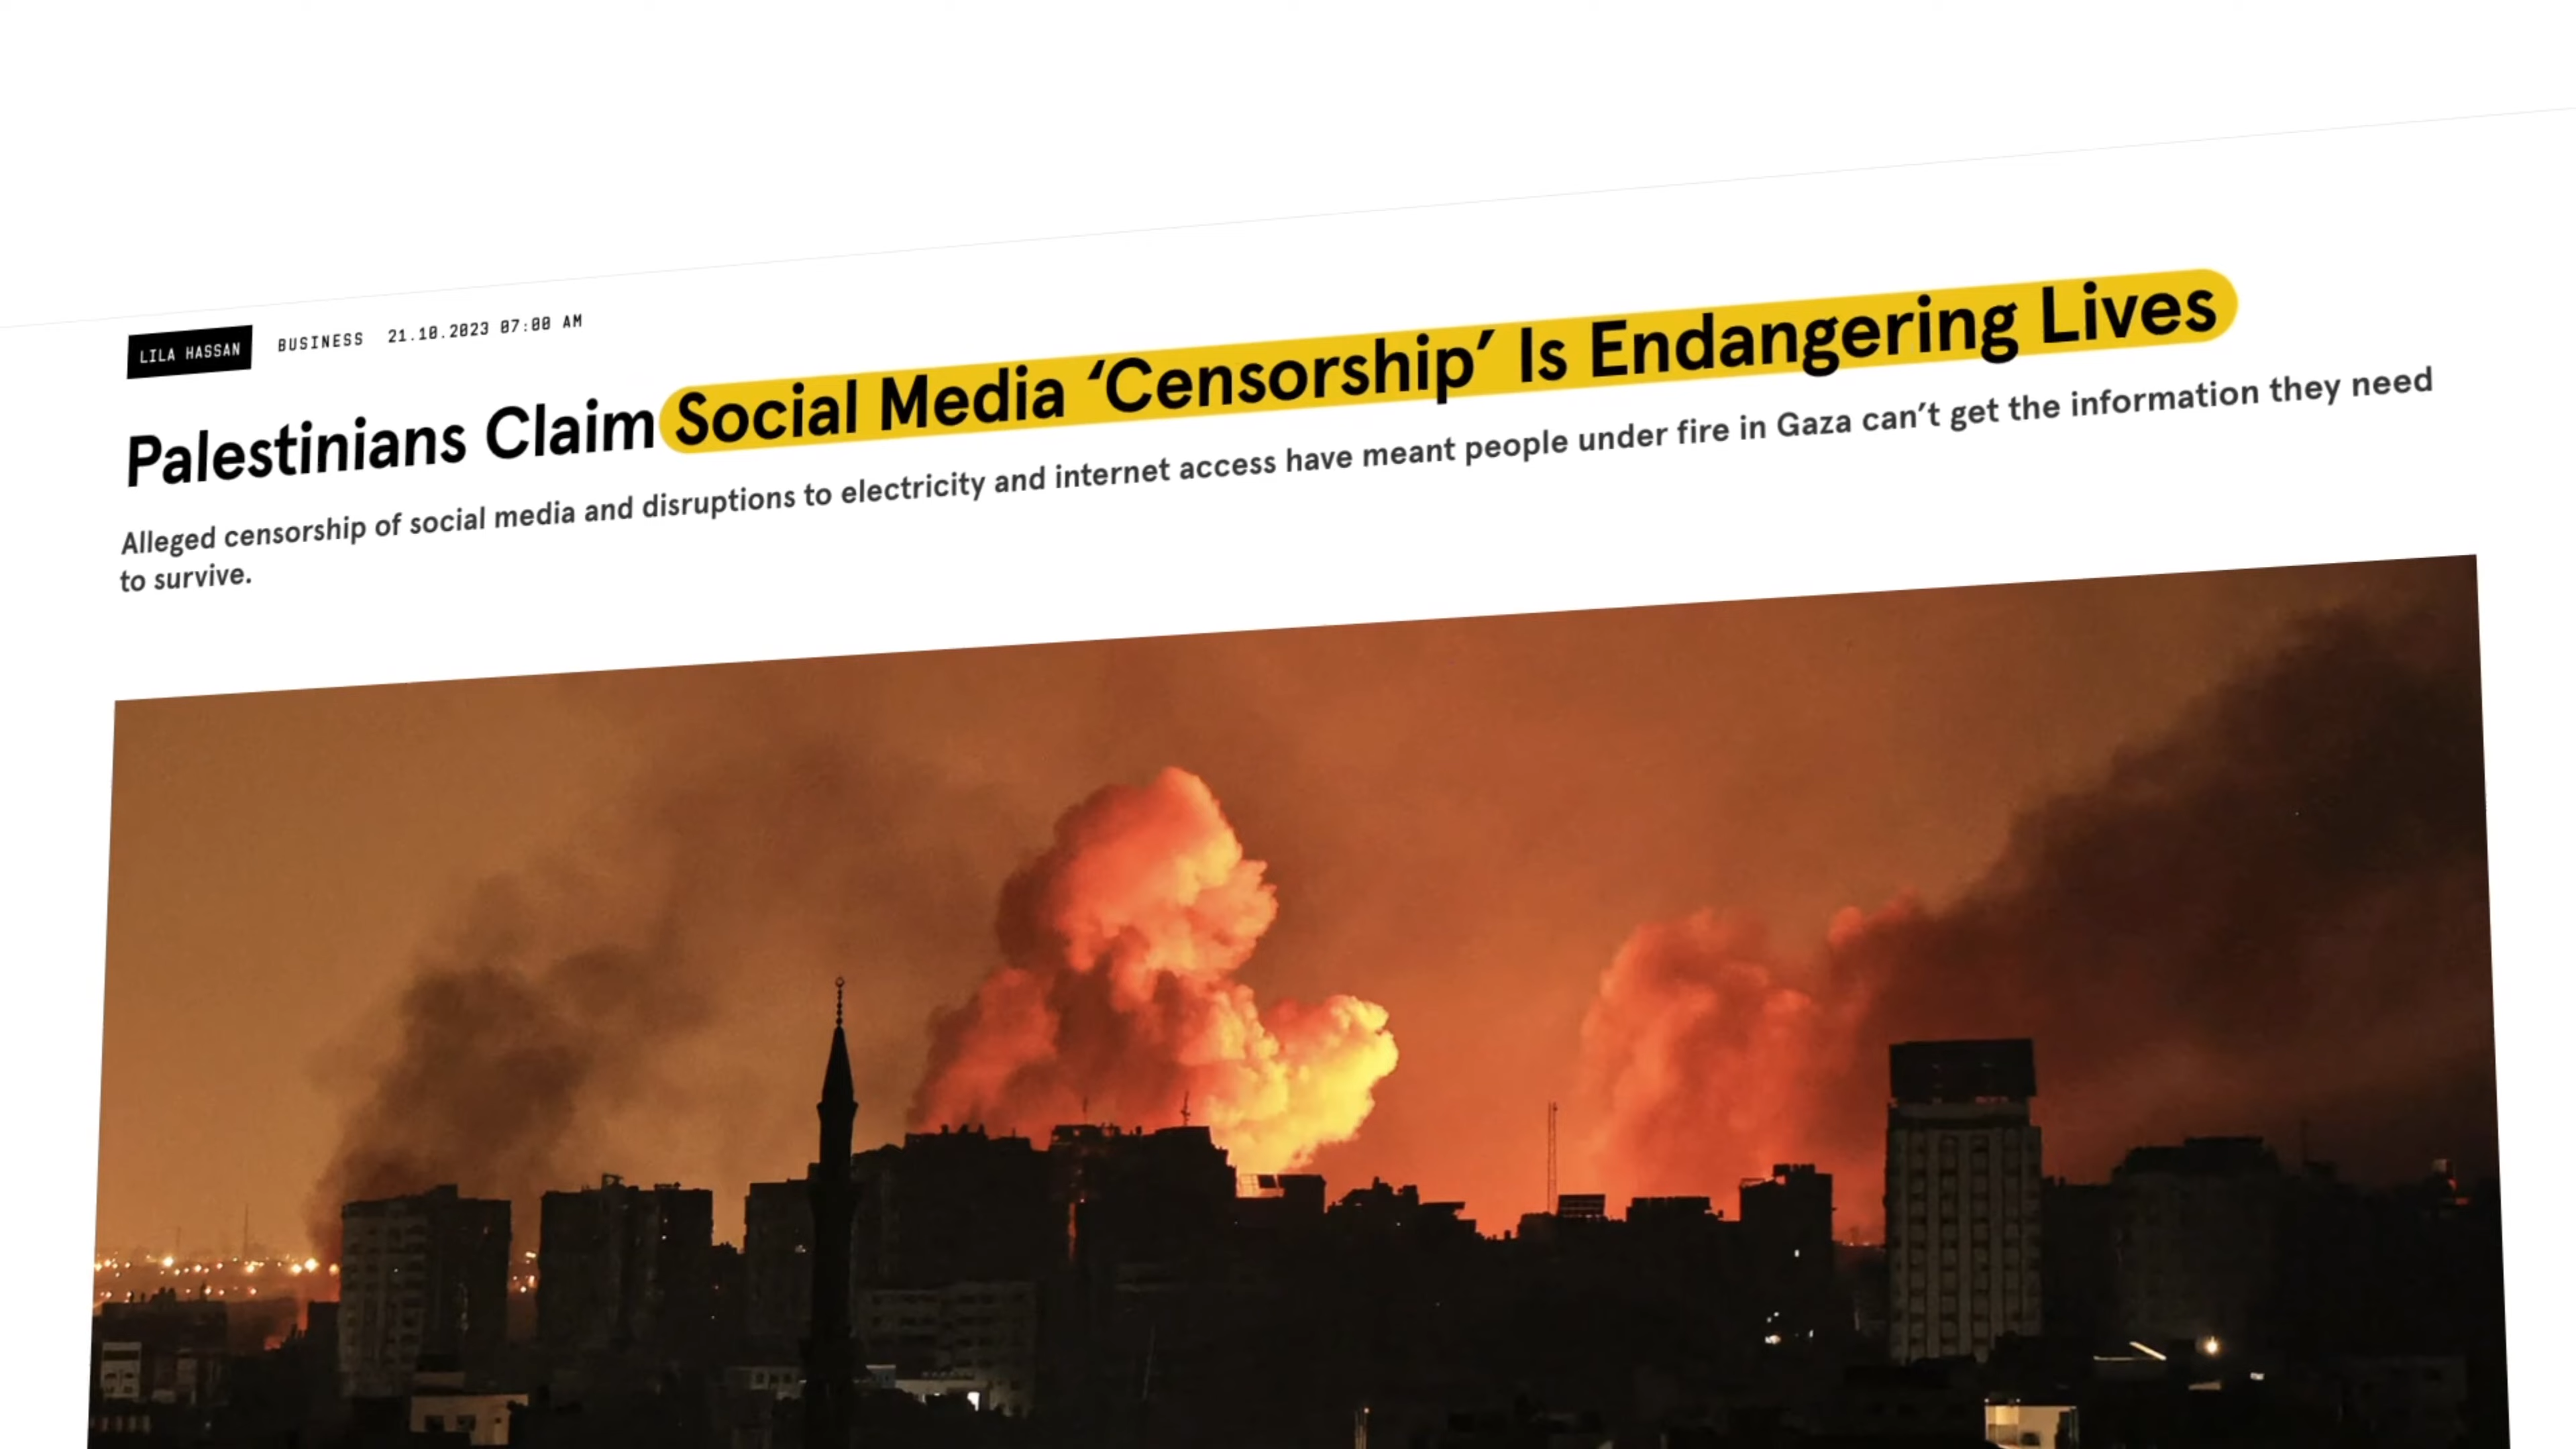 LILA HASSAN BUSINESS 21.10.2023 07:00 AM
Palestinians Claim Social Media ‘Censorship’ Is Endangering Lives
Alleged censorship of social media and disruptions to electricity and internet access have meant people under fire in Gaza can’t get the information they need
to survive.